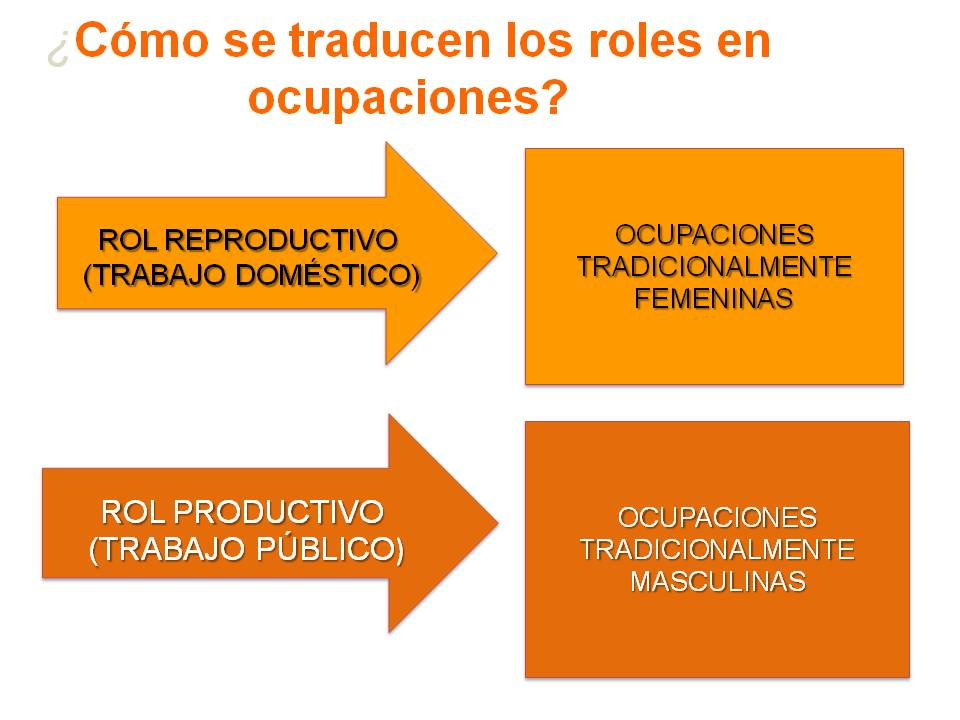 ¿Cómo se traducen los roles en
ocupaciones?
ROL REPRODUCTIVO
(TRABAJO DOMÉSTICO)
OCUPACIONES
TRADICIONALMENTE
FEMENINAS
ROL PRODUCTIVO
(TRABAJO PÚBLICO)
OCUPACIONES
TRADICIONALMENTE
MASCULINAS